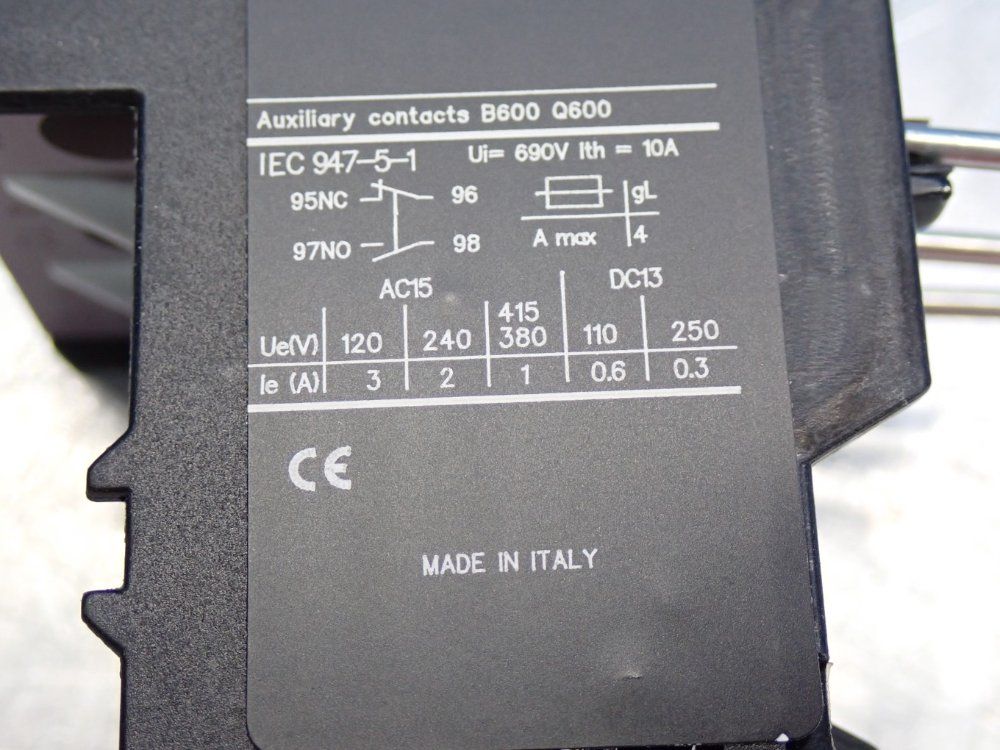 Auxiliary contacts B600 Q600
IEC 947-5-1 Ui= 690V Ith = 10A
95NC 96 gL
97NO 98 A max 4
AC15 DC13
415
Ue(V) 120 240 380 110 250
Ie (A) 3 2 1 0.6 0.3
CE
MADE IN ITALY